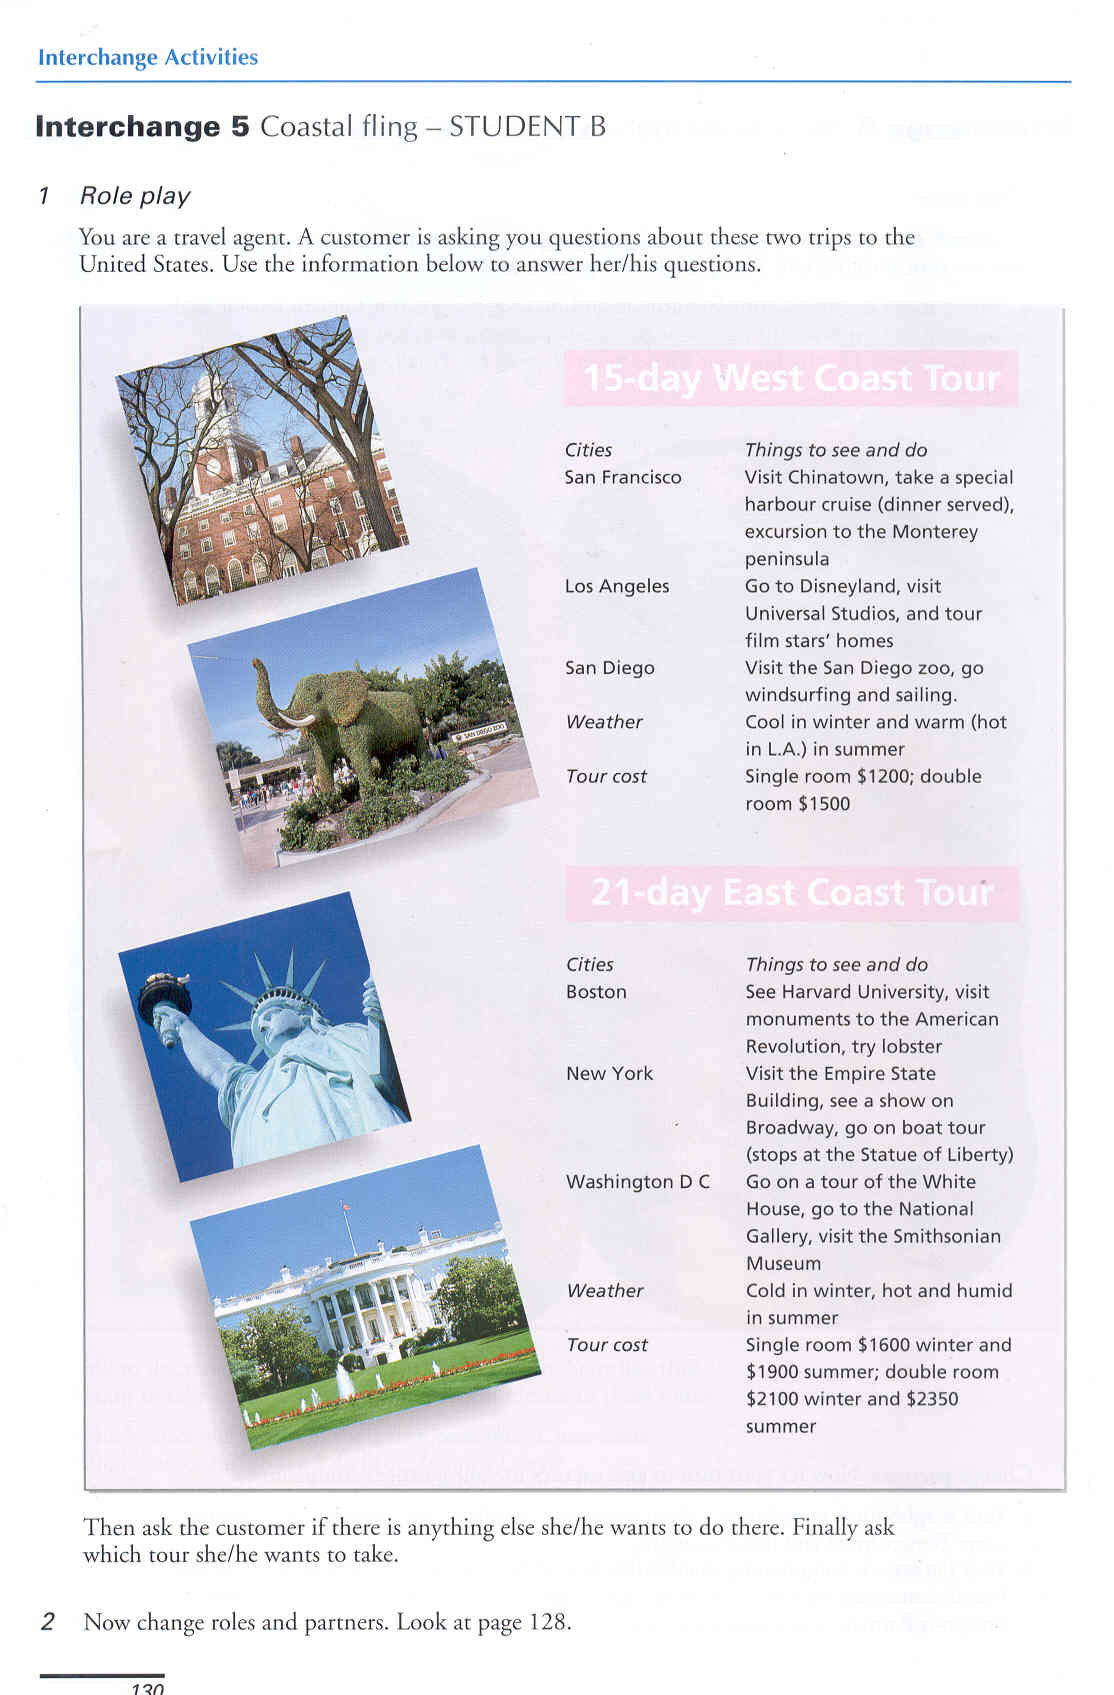 Interchange Activities
Interchange 5 Coastal fling – STUDENT B
1 Role play
You are a travel agent. A customer is asking you questions about these two trips to the
United States. Use the information below to answer her/his questions.
15-day West Coast Tour
Cities Things to see and do
San Francisco Visit Chinatown, take a special
harbour cruise (dinner served),
excursion to the Monterey
peninsula
Los Angeles Go to Disneyland, visit
Universal Studios, and tour
film stars' homes
San Diego Visit the San Diego zoo, go
windsurfing and sailing.
Weather Cool in winter and warm (hot
in L.A.) in summer
Tour cost Single room $1200; double
room $1500
SAN DIEGO ZOO
21-day East Coast Tour
Cities Things to see and do
Boston See Harvard University, visit
monuments to the American
Revolution, try lobster
New York Visit the Empire State
Building, see a show on
Broadway, go on boat tour
(stops at the Statue of Liberty)
Washington D C Go on a tour of the White
House, go to the National
Gallery, visit the Smithsonian
Museum
Weather Cold in winter, hot and humid
in summer
Tour cost Single room $1600 winter and
$1900 summer; double room
$2100 winter and $2350
summer
Then ask the customer if there is anything else she/he wants to do there. Finally ask
which tour she/he wants to take.
2 Now change roles and partners. Look at page 128.
130